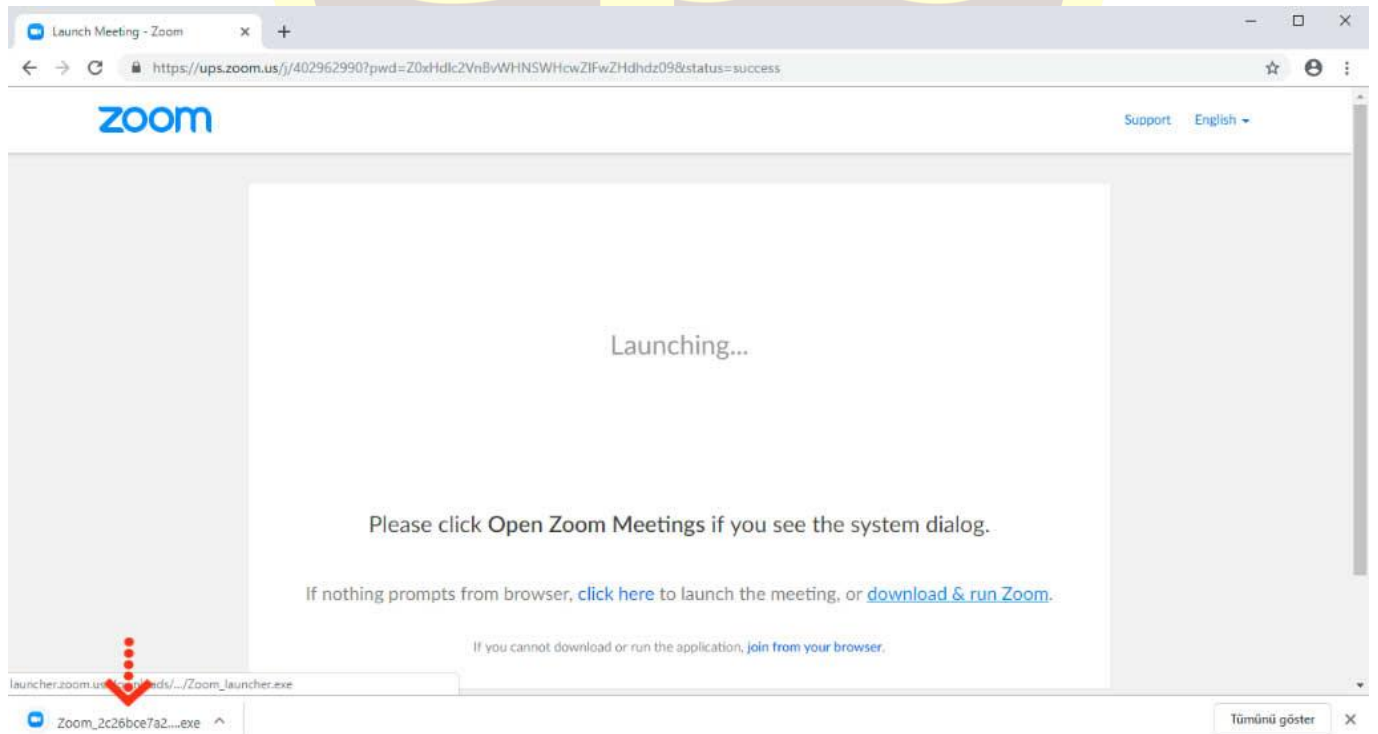 Launch Meeting - Zoom
https://ups.zoom.us/j/402962990?pwd=Z0xHdlc2VnBvWHNSWHcwZlFwZHdhdz09&status=success
zoom
Support English
Launching...
Please click Open Zoom Meetings if you see the system dialog.
If nothing prompts from browser, click here to launch the meeting, or download & run Zoom.
If you cannot download or run the application, join from your browser.
launcher.zoom.us/ /.../Zoom_launcher.exe
Zoom_2c26bce7a2....exe
Tümünü göster